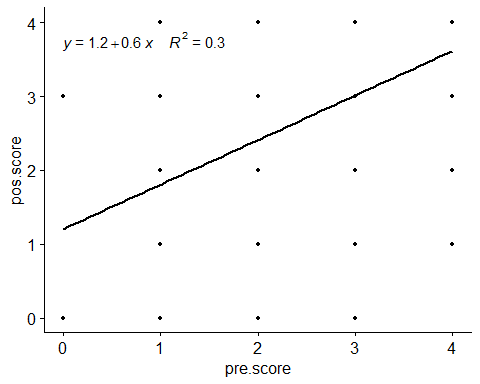 4
y = 1.2+0.6 x R² = 0.3
3
pos.score
2
1
0
0 1 2 3 4
pre.score